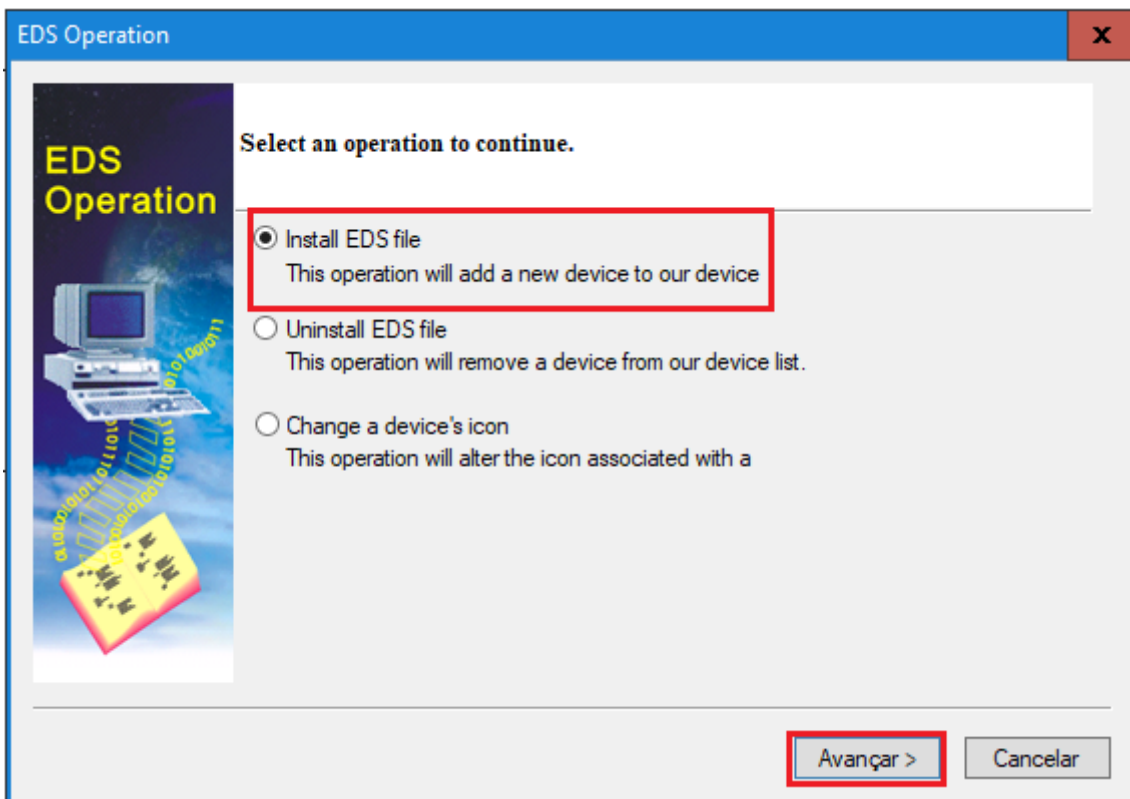 EDS Operation
X
EDS
Operation
Select an operation to continue.
Install EDS file
This operation will add a new device to our device
Uninstall EDS file
This operation will remove a device from our device list.
Change a device's icon
This operation will alter the icon associated with a
Avançar >
Cancelar